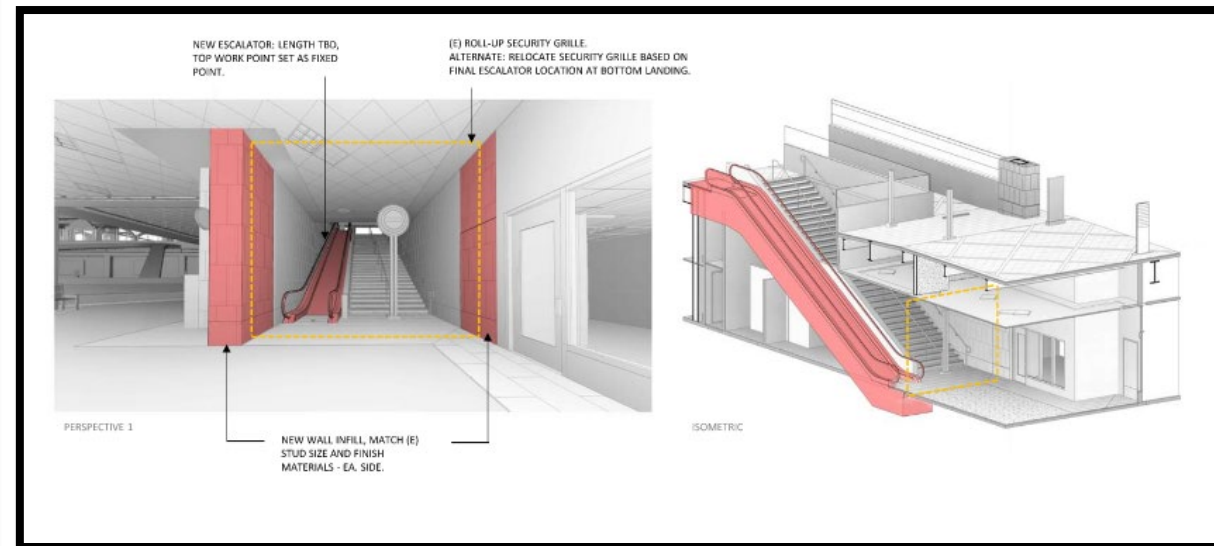 NEW ESCALATOR: LENGTH TBD,
TOP WORK POINT SET AS FIXED
POINT.
(E) ROLL-UP SECURITY GRILLE.
ALTERNATE: RELOCATE SECURITY GRILLE BASED ON
FINAL ESCALATOR LOCATION AT BOTTOM LANDING.
PERSPECTIVE 1
ISOMETRIC
NEW WALL INFILL, MATCH (E)
STUD SIZE AND FINISH
MATERIALS - EA. SIDE.